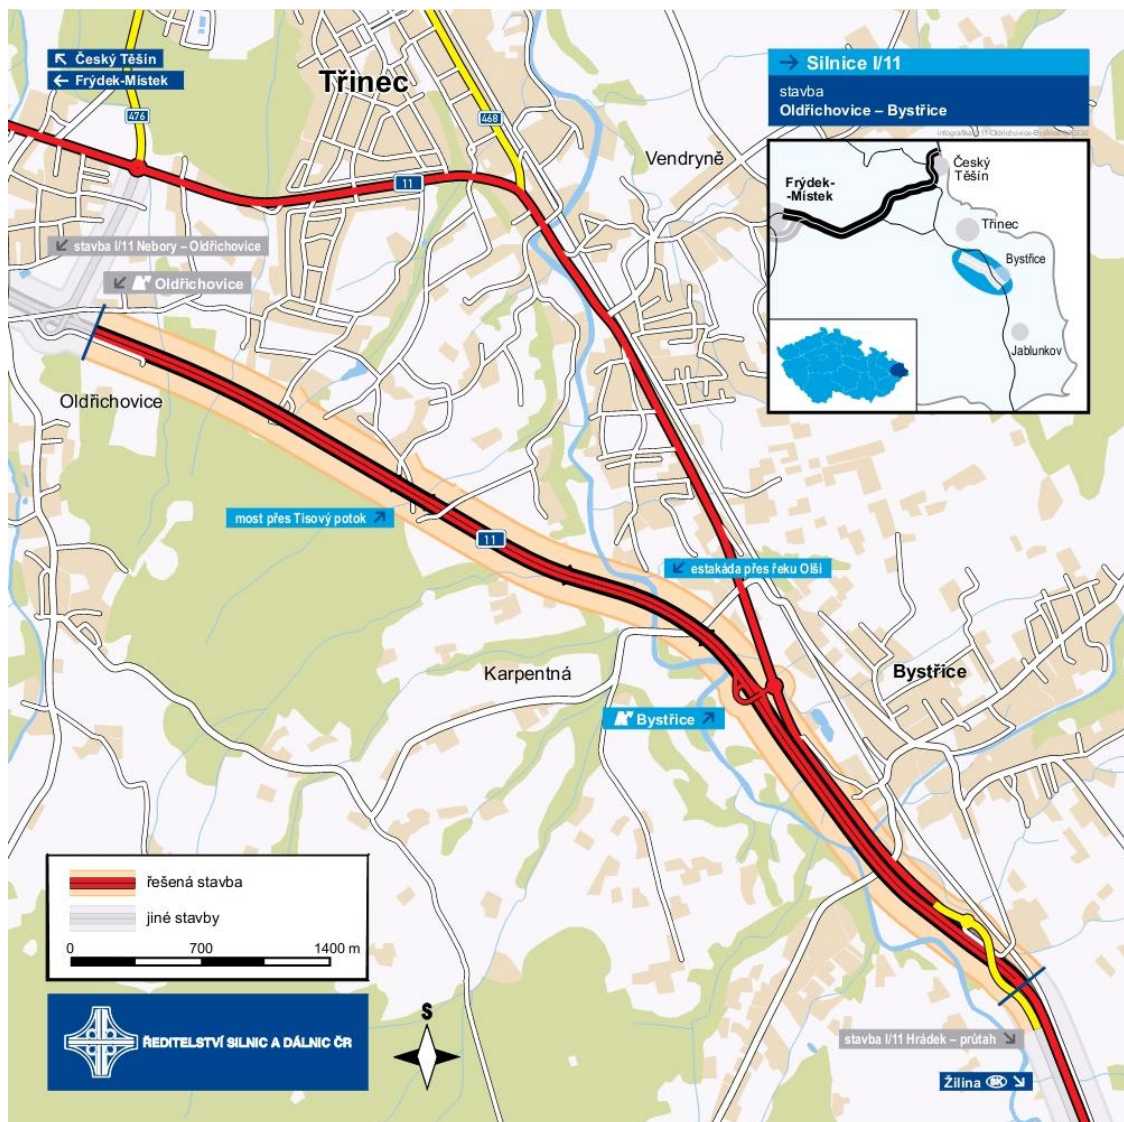 Český Těšín
Frýdek-Místek
Třinec
476
468
11
Vendryně
Silnice I/11
stavba
Oldřichovice – Bystřice
Frýdek-
-Místek
Český
Těšín
Třinec
Bystřice
Jablunkov
stavba I/11 Nebory – Oldřichovice
Oldřichovice
Oldřichovice
most přes Tisový potok
11
estakáda přes řeku Olši
Karpentná
Bystřice
Bystřice
řešená stavba
jiné stavby
0 700 1400 m
ŘEDITELSTVÍ SILNIC A DÁLNIC ČR
S
stavba I/11 Hrádek – průtah
Žilina SK